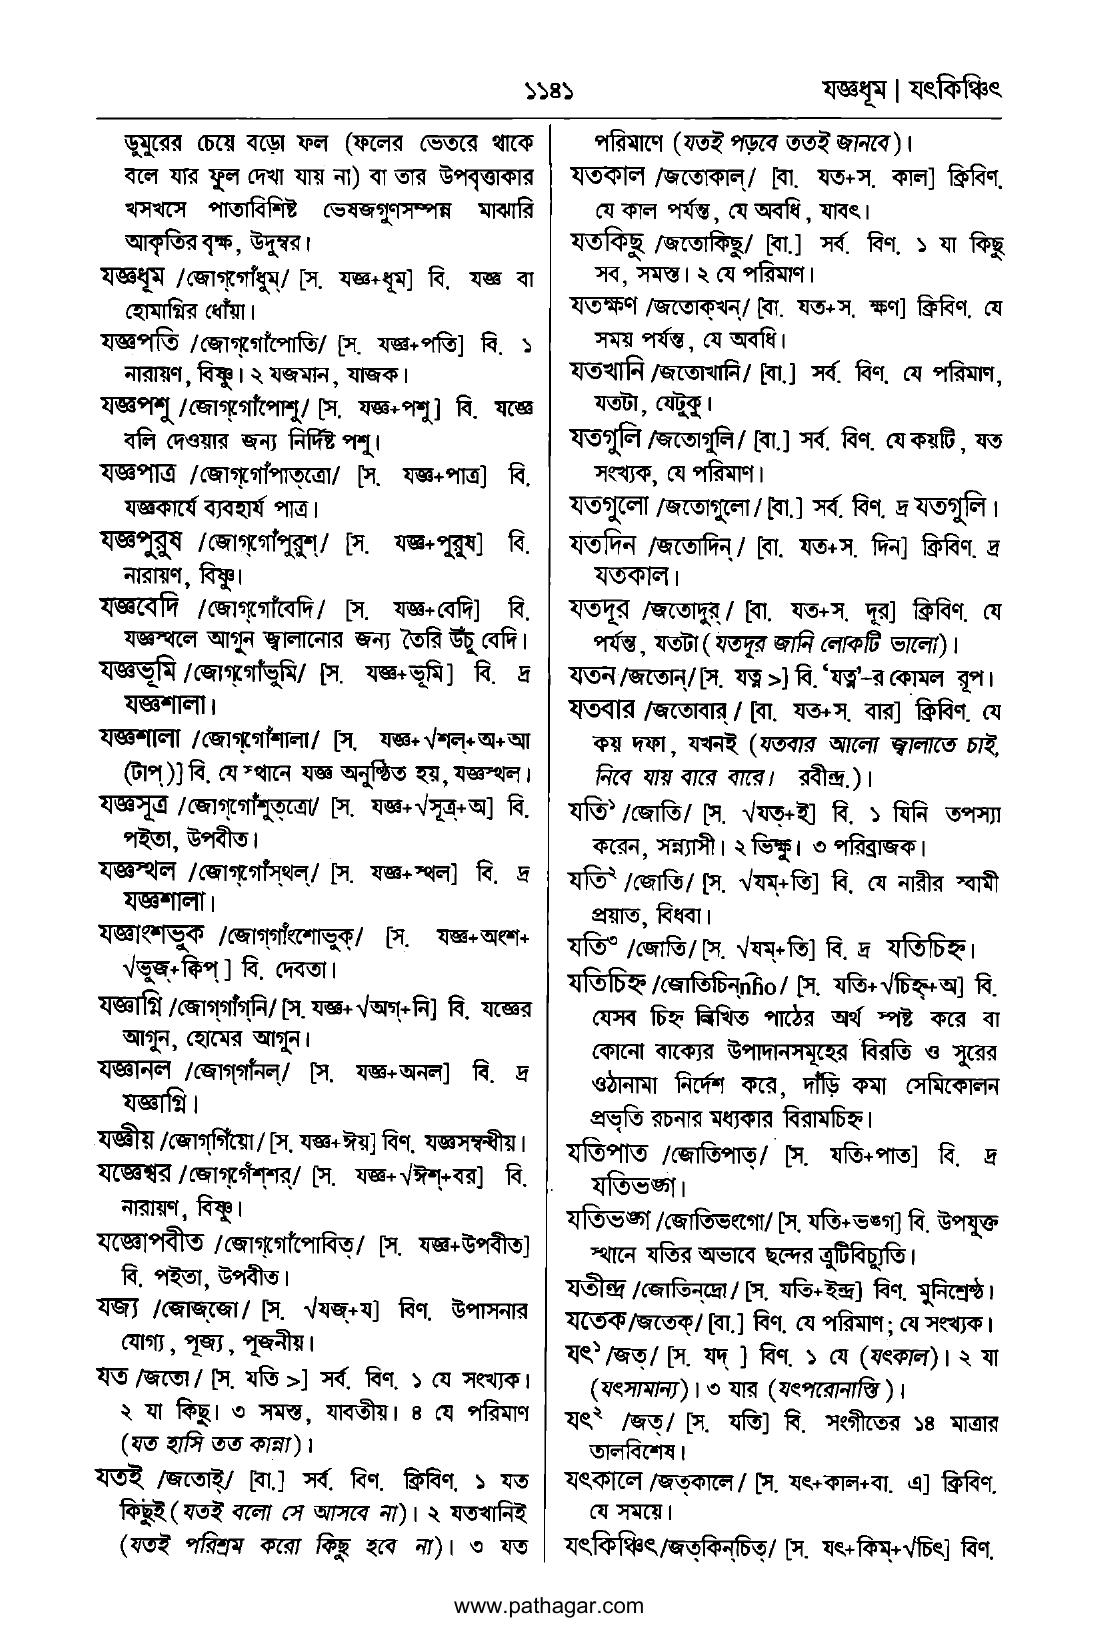 ১১৪১
যজ্ঞধূম | যৎকিঞ্চিৎ
ডুমুরের চেয়ে বড়ো ফল (ফলের ভেতরে থাকে
বলে যার ফুল দেখা যায় না) বা তার উপবৃত্তাকার
খসখসে পাতাবিশিষ্ট ভেষজগুণসম্পন্ন মাঝারি
আকৃতির বৃক্ষ, উদুম্বর।
যজ্ঞধূম /জোগ্‌গোঁধুম্/ [স. যজ্ঞ+ধূম] বি. যজ্ঞ বা
হোমাগ্নির ধোঁয়া।
যজ্ঞপতি /জোগ্‌গোঁপোতি/ [স. যজ্ঞ+পতি] বি. ১
নারায়ণ, বিষ্ণু। ২ যজমান, যাজক।
যজ্ঞপশু /জোগ্‌গোঁপোশু/ [স. যজ্ঞ+পশু] বি. যজ্ঞে
বলি দেওয়ার জন্য নির্দিষ্ট পশু।
যজ্ঞপাত্র /জোগ্‌গোঁপাত্‌ত্রো/ [স. যজ্ঞ+পাত্র] বি.
যজ্ঞকার্যে ব্যবহার্য পাত্র।
যজ্ঞপুরুষ /জোগ্‌গোঁপুরুশ্/ [স. যজ্ঞ+পুরুষ] বি.
নারায়ণ, বিষ্ণু।
যজ্ঞবেদি /জোগ্‌গোঁবেদি/ [স. যজ্ঞ+বেদি] বি.
যজ্ঞস্থলে আগুন জ্বালানোর জন্য তৈরি উঁচু বেদি।
যজ্ঞভূমি /জোগ্‌গোঁভুমি/ [স. যজ্ঞ+ভূমি] বি. দ্র
যজ্ঞশালা।
যজ্ঞশালা /জোগ্‌গোঁশালা/ [স. যজ্ঞ+√শল্+অ+আ
(টাপ্)] বি. যে স্থানে যজ্ঞ অনুষ্ঠিত হয়, যজ্ঞস্থল।
যজ্ঞসূত্র /জোগ্‌গোঁশুত্‌ত্রো/ [স. যজ্ঞ+√সূত্র্+অ] বি.
পইতা, উপবীত।
যজ্ঞস্থল /জোগ্‌গোঁস্‌থল্/ [স. যজ্ঞ+স্থল] বি. দ্র
যজ্ঞশালা।
যজ্ঞাংশভুক /জোগ্‌গাঁংশোভুক্/ [স. যজ্ঞ+অংশ+
√ভুজ্+ক্বিপ্ ] বি. দেবতা।
যজ্ঞাগ্নি /জোগ্‌গাঁগ্‌নি/ [স. যজ্ঞ+√অগ্+নি] বি. যজ্ঞের
আগুন, হোমের আগুন।
যজ্ঞানল /জোগ্‌গাঁনল্/ [স. যজ্ঞ+অনল] বি. দ্র
যজ্ঞাগ্নি।
যজ্ঞীয় /জোগ্‌গিঁয়ো/ [স. যজ্ঞ+ঈয়] বিণ. যজ্ঞসম্বন্ধীয়।
যজ্ঞেশ্বর /জোগ্‌গেঁশ্‌শর্/ [স. যজ্ঞ+√ঈশ্+বর] বি.
নারায়ণ, বিষ্ণু।
যজ্ঞোপবীত /জোগ্‌গোঁপোবিত্/ [স. যজ্ঞ+উপবীত]
বি. পইতা, উপবীত।
যজ্য /জোজ্‌জো/ [স. √যজ্+য] বিণ. উপাসনার
যোগ্য, পূজ্য, পূজনীয়।
যত /জতো/ [স. যতি >] সর্ব. বিণ. ১ যে সংখ্যক।
২ যা কিছু। ৩ সমস্ত, যাবতীয়। ৪ যে পরিমাণ
(যত হাসি তত কান্না)।
যতই /জতোই/ [বা.] সর্ব. বিণ. ক্রিবিণ. ১ যত
কিছুই (যতই বলো সে আসবে না)। ২ যতখানিই
(যতই পরিশ্রম করো কিছু হবে না)। ৩ যত
পরিমাণে (যতই পড়বে ততই জানবে)।
যতকাল /জতোকাল্/ [বা. যত+স. কাল] ক্রিবিণ.
যে কাল পর্যন্ত, যে অবধি, যাবৎ।
যতকিছু /জতোকিছু/ [বা.] সর্ব. বিণ. ১ যা কিছু
সব, সমস্ত। ২ যে পরিমাণ।
যতক্ষণ /জতোক্‌খন্/ [বা. যত+স. ক্ষণ] ক্রিবিণ. যে
সময় পর্যন্ত, যে অবধি।
যতখানি /জতোখানি/ [বা.] সর্ব. বিণ. যে পরিমাণ,
যতটা, যেটুকু।
যতগুলি /জতোগুলি/ [বা.] সর্ব. বিণ. যে কয়টি, যত
সংখ্যক, যে পরিমাণ।
যতগুলো /জতোগুলো/ [বা.] সর্ব. বিণ. দ্র যতগুলি।
যতদিন /জতোদিন্/ [বা. যত+স. দিন] ক্রিবিণ. দ্র
যতকাল।
যতদূর /জতোদুর্/ [বা. যত+স. দূর] ক্রিবিণ. যে
পর্যন্ত, যতটা (যতদূর জানি লোকটি ভালো)।
যতন /জতোন্/ [স. যত্ন >] বি. ‘যত্ন’-র কোমল রূপ।
যতবার /জতোবার্/ [বা. যত+স. বার] ক্রিবিণ. যে
কয় দফা, যখনই (যতবার আলো জ্বালাতে চাই,
নিবে যায় বারে বারে। রবীন্দ্র.)।
যতি১ /জোতি/ [স. √যত্+ই] বি. ১ যিনি তপস্যা
করেন, সন্ন্যাসী। ২ ভিক্ষু। ৩ পরিব্রাজক।
যতি২ /জোতি/ [স. √যম্+তি] বি. যে নারীর স্বামী
প্রয়াত, বিধবা।
যতি৩ /জোতি/ [স. √যম্+তি] বি. দ্র যতিচিহ্ন।
যতিচিহ্ন /জোতিচিন্nño/ [স. যতি+√চিহ্ন্+অ] বি.
যেসব চিহ্ন লিখিত পাঠের অর্থ স্পষ্ট করে বা
কোনো বাক্যের উপাদানসমূহের বিরতি ও সুরের
ওঠানামা নির্দেশ করে, দাঁড়ি কমা সেমিকোলন
প্রভৃতি রচনার মধ্যকার বিরামচিহ্ন।
যতিপাত /জোতিপাত্/ [স. যতি+পাত] বি. দ্র
যতিভঙ্গ।
যতিভঙ্গ /জোতিভংগো/ [স. যতি+ভঙ্গ] বি. উপযুক্ত
স্থানে যতির অভাবে ছন্দের ত্রুটিবিচ্যুতি।
যতীন্দ্র /জোতিন্‌দ্রো/ [স. যতি+ইন্দ্র] বিণ. মুনিশ্রেষ্ঠ।
যতেক /জতেক্/ [বা.] বিণ. যে পরিমাণ; যে সংখ্যক।
যৎ১ /জত্/ [স. যদ্ ] বিণ. ১ যে (যৎকাল)। ২ যা
(যৎসামান্য)। ৩ যার (যৎপরোনাস্তি)।
যৎ২ /জত্/ [স. যতি] বি. সংগীতের ১৪ মাত্রার
তালবিশেষ।
যৎকালে /জত্‌কালে/ [স. যৎ+কাল+বা. এ] ক্রিবিণ.
যে সময়ে।
যৎকিঞ্চিৎ /জত্‌কিন্‌চিত্/ [স. যৎ+কিম্+√চিৎ] বিণ.
www.pathagar.com